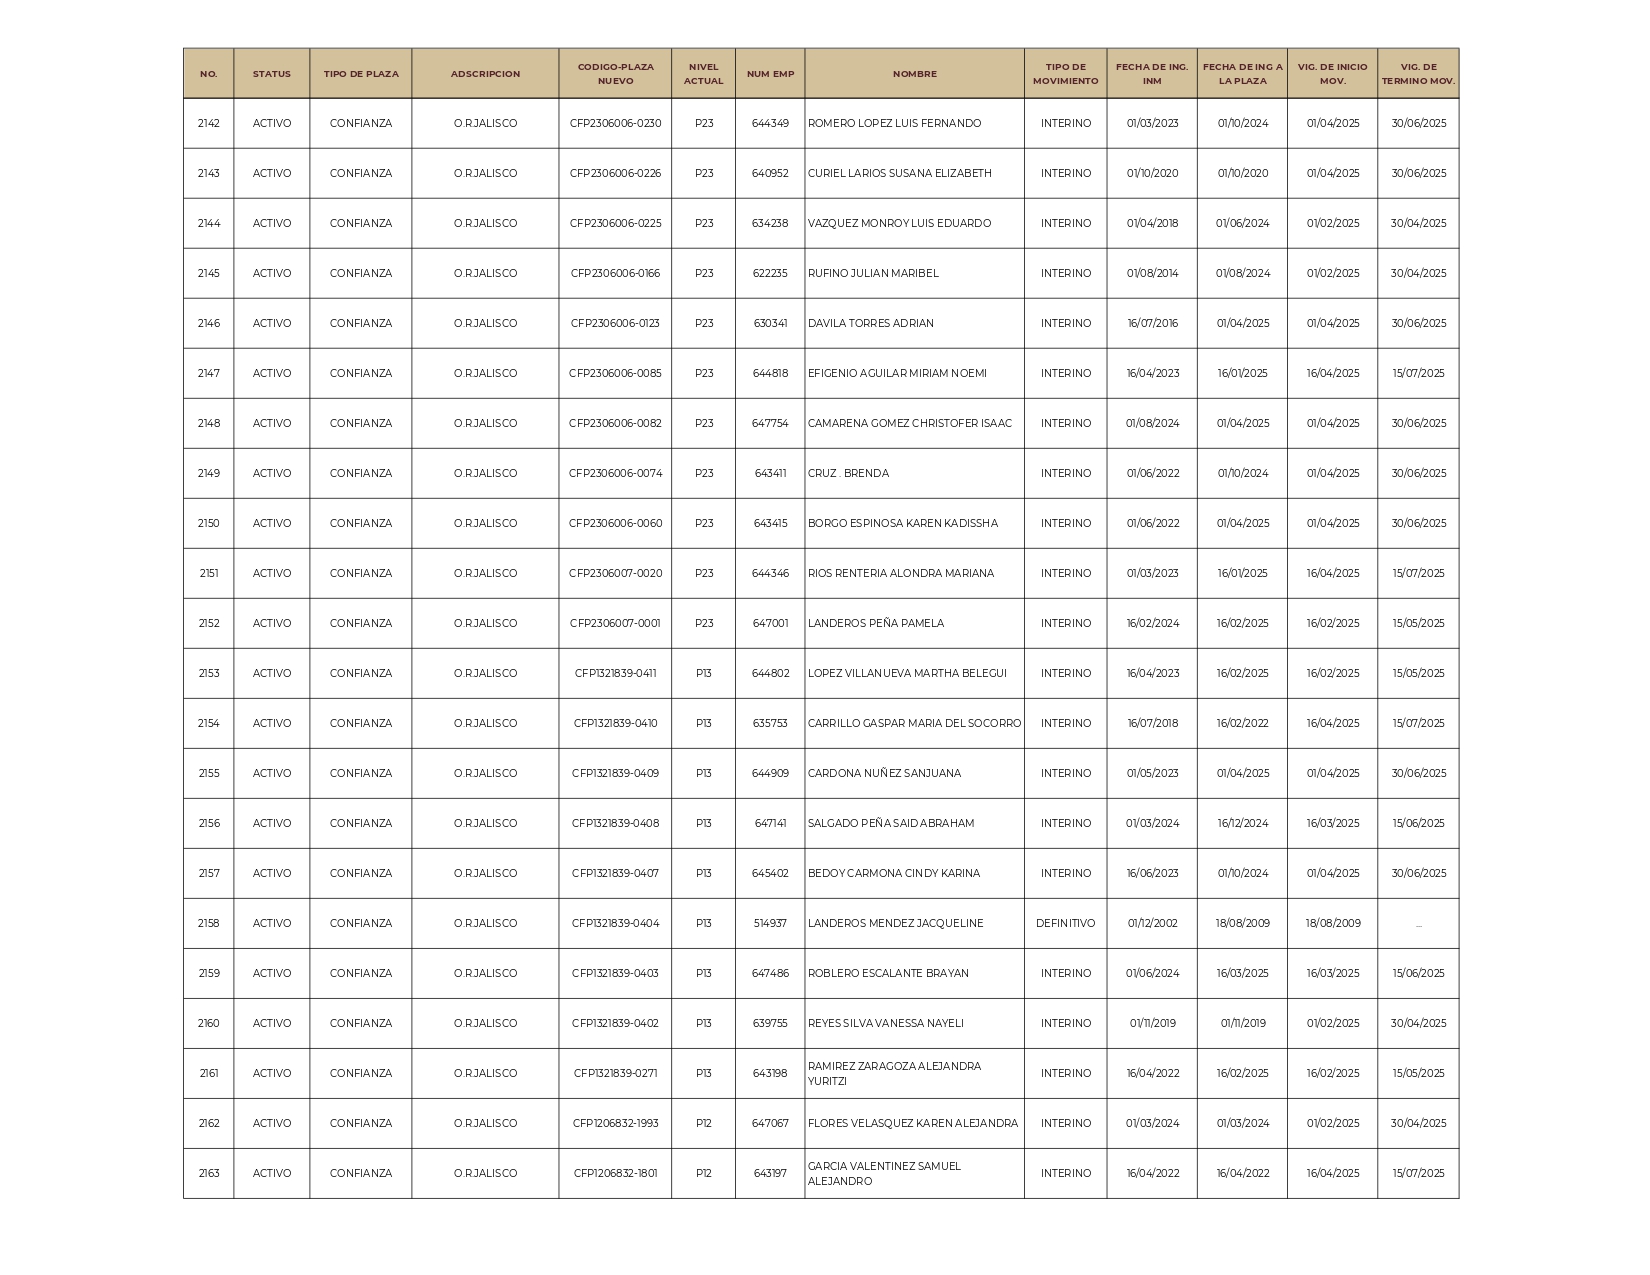 NO. STATUS TIPO DE PLAZA ADSCRIPCION CODIGO-PLAZA NUEVO NIVEL ACTUAL NUM EMP NOMBRE TIPO DE MOVIMIENTO FECHA DE ING. INM FECHA DE ING A LA PLAZA VIG. DE INICIO MOV. VIG. DE TERMINO MOV.
2142 ACTIVO CONFIANZA O.R.JALISCO CFP2306006-0230 P23 644349 ROMERO LOPEZ LUIS FERNANDO INTERINO 01/03/2023 01/10/2024 01/04/2025 30/06/2025
2143 ACTIVO CONFIANZA O.R.JALISCO CFP2306006-0226 P23 640952 CURIEL LARIOS SUSANA ELIZABETH INTERINO 01/10/2020 01/10/2020 01/04/2025 30/06/2025
2144 ACTIVO CONFIANZA O.R.JALISCO CFP2306006-0225 P23 634238 VAZQUEZ MONROY LUIS EDUARDO INTERINO 01/04/2018 01/06/2024 01/02/2025 30/04/2025
2145 ACTIVO CONFIANZA O.R.JALISCO CFP2306006-0166 P23 622235 RUFINO JULIAN MARIBEL INTERINO 01/08/2014 01/08/2024 01/02/2025 30/04/2025
2146 ACTIVO CONFIANZA O.R.JALISCO CFP2306006-0123 P23 630341 DAVILA TORRES ADRIAN INTERINO 16/07/2016 01/04/2025 01/04/2025 30/06/2025
2147 ACTIVO CONFIANZA O.R.JALISCO CFP2306006-0085 P23 644818 EFIGENIO AGUILAR MIRIAM NOEMI INTERINO 16/04/2023 16/01/2025 16/04/2025 15/07/2025
2148 ACTIVO CONFIANZA O.R.JALISCO CFP2306006-0082 P23 647754 CAMARENA GOMEZ CHRISTOFER ISAAC INTERINO 01/08/2024 01/04/2025 01/04/2025 30/06/2025
2149 ACTIVO CONFIANZA O.R.JALISCO CFP2306006-0074 P23 643411 CRUZ . BRENDA INTERINO 01/06/2022 01/10/2024 01/04/2025 30/06/2025
2150 ACTIVO CONFIANZA O.R.JALISCO CFP2306006-0060 P23 643415 BORGO ESPINOSA KAREN KADISSHA INTERINO 01/06/2022 01/04/2025 01/04/2025 30/06/2025
2151 ACTIVO CONFIANZA O.R.JALISCO CFP2306007-0020 P23 644346 RIOS RENTERIA ALONDRA MARIANA INTERINO 01/03/2023 16/01/2025 16/04/2025 15/07/2025
2152 ACTIVO CONFIANZA O.R.JALISCO CFP2306007-0001 P23 647001 LANDEROS PEÑA PAMELA INTERINO 16/02/2024 16/02/2025 16/02/2025 15/05/2025
2153 ACTIVO CONFIANZA O.R.JALISCO CFP1321839-0411 P13 644802 LOPEZ VILLANUEVA MARTHA BELEGUI INTERINO 16/04/2023 16/02/2025 16/02/2025 15/05/2025
2154 ACTIVO CONFIANZA O.R.JALISCO CFP1321839-0410 P13 635753 CARRILLO GASPAR MARIA DEL SOCORRO INTERINO 16/07/2018 16/02/2022 16/04/2025 15/07/2025
2155 ACTIVO CONFIANZA O.R.JALISCO CFP1321839-0409 P13 644909 CARDONA NUÑEZ SANJUANA INTERINO 01/05/2023 01/04/2025 01/04/2025 30/06/2025
2156 ACTIVO CONFIANZA O.R.JALISCO CFP1321839-0408 P13 647141 SALGADO PEÑA SAID ABRAHAM INTERINO 01/03/2024 16/12/2024 16/03/2025 15/06/2025
2157 ACTIVO CONFIANZA O.R.JALISCO CFP1321839-0407 P13 645402 BEDOY CARMONA CINDY KARINA INTERINO 16/06/2023 01/10/2024 01/04/2025 30/06/2025
2158 ACTIVO CONFIANZA O.R.JALISCO CFP1321839-0404 P13 514937 LANDEROS MENDEZ JACQUELINE DEFINITIVO 01/12/2002 18/08/2009 18/08/2009 ...
2159 ACTIVO CONFIANZA O.R.JALISCO CFP1321839-0403 P13 647486 ROBLERO ESCALANTE BRAYAN INTERINO 01/06/2024 16/03/2025 16/03/2025 15/06/2025
2160 ACTIVO CONFIANZA O.R.JALISCO CFP1321839-0402 P13 639755 REYES SILVA VANESSA NAYELI INTERINO 01/11/2019 01/11/2019 01/02/2025 30/04/2025
2161 ACTIVO CONFIANZA O.R.JALISCO CFP1321839-0271 P13 643198 RAMIREZ ZARAGOZA ALEJANDRA YURITZI INTERINO 16/04/2022 16/02/2025 16/02/2025 15/05/2025
2162 ACTIVO CONFIANZA O.R.JALISCO CFP1206832-1993 P12 647067 FLORES VELASQUEZ KAREN ALEJANDRA INTERINO 01/03/2024 01/03/2024 01/02/2025 30/04/2025
2163 ACTIVO CONFIANZA O.R.JALISCO CFP1206832-1801 P12 643197 GARCIA VALENTINEZ SAMUEL ALEJANDRO INTERINO 16/04/2022 16/04/2022 16/04/2025 15/07/2025